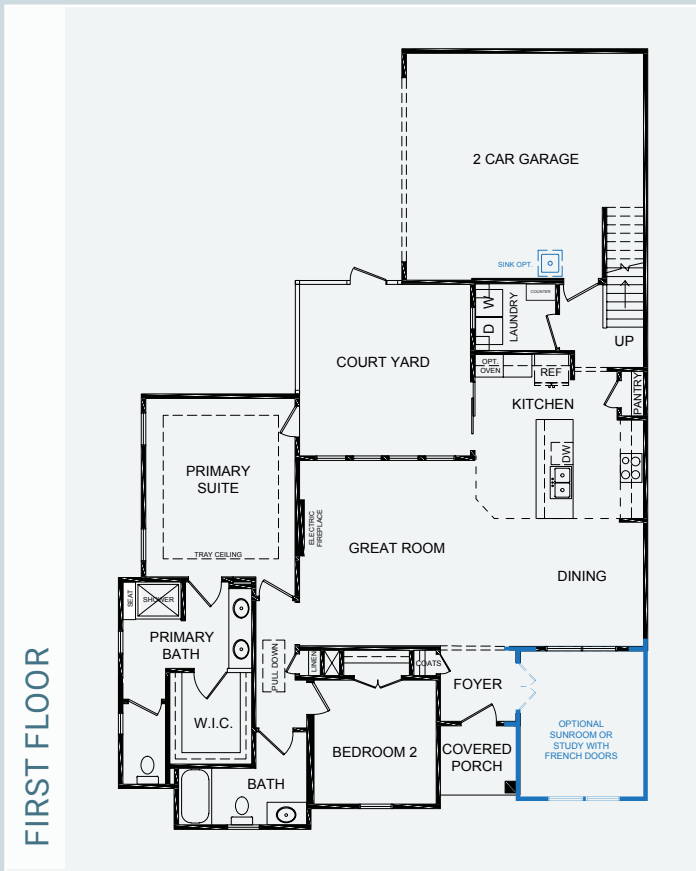 2 CAR GARAGE
SINK OPT.
W
D
LAUNDRY
COUNTER
UP
COURT YARD
OPT.
OVEN
REF
KITCHEN
PANTRY
DW
PRIMARY
SUITE
TRAY CEILING
ELECTRIC
FIREPLACE
GREAT ROOM
DINING
SEAT
SHOWER
PRIMARY
BATH
PULL DOWN
LINEN
COATS
FOYER
W.I.C.
BEDROOM 2
COVERED
PORCH
OPTIONAL
SUNROOM OR
STUDY WITH
FRENCH DOORS
BATH
FIRST FLOOR